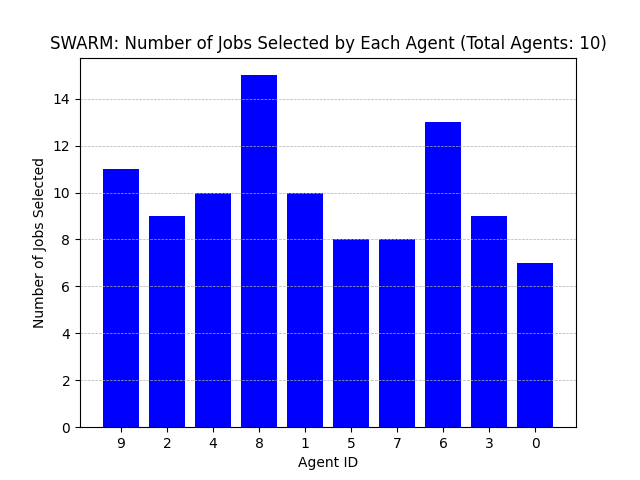 SWARM: Number of Jobs Selected by Each Agent (Total Agents: 10)
Number of Jobs Selected
14
12
10
8
6
4
2
0
9 2 4 8 1 5 7 6 3 0
Agent ID